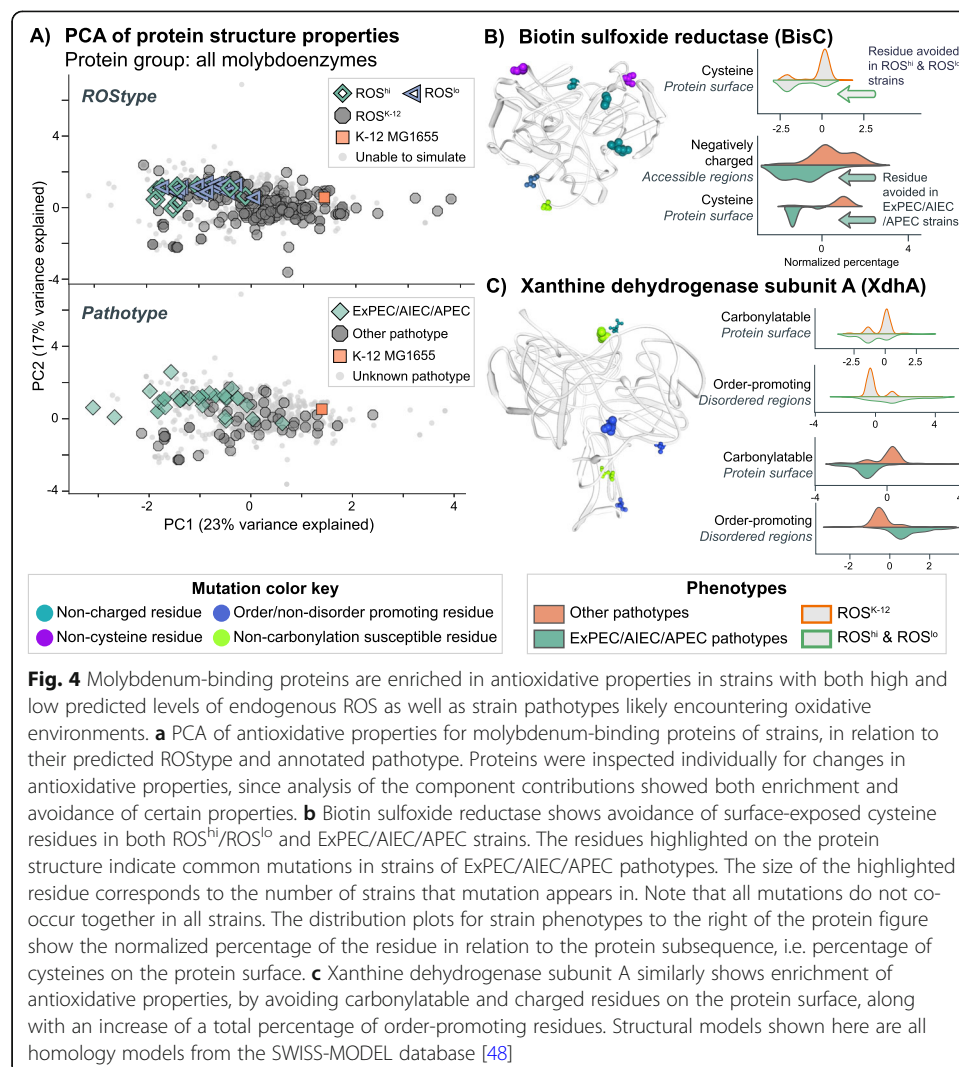 A) PCA of protein structure properties
Protein group: all molybdoenzymes
ROStype
ROShi
ROSlo
ROSK-12
K-12 MG1655
Unable to simulate
4
2
0
-4
Pathotype
ExPEC/AIEC/APEC
Other pathotype
K-12 MG1655
Unknown pathotype
4
0
-4
PC2 (17% variance explained)
-2
0
2
4
PC1 (23% variance explained)
B) Biotin sulfoxide reductase (BisC)
Cysteine
Protein surface
Residue avoided
in ROShi & ROSlo
strains
-2.5
0
2.5
Negatively
charged
Accessible regions
Residue
avoided in
ExPEC/AIEC
/APEC strains
Cysteine
Protein surface
0
4
Normalized percentage
C) Xanthine dehydrogenase subunit A (XdhA)
Carbonylatable
Protein surface
-2.5
0
2.5
Order-promoting
Disordered regions
-4
0
4
Carbonylatable
Protein surface
-4
0
4
Order-promoting
Disordered regions
-2
0
2
Mutation color key
Non-charged residue
Order/non-disorder promoting residue
Non-cysteine residue
Non-carbonylation susceptible residue
Phenotypes
Other pathotypes
ROSK-12
ExPEC/AIEC/APEC pathotypes
ROShi & ROSlo
Fig. 4 Molybdenum-binding proteins are enriched in antioxidative properties in strains with both high and
low predicted levels of endogenous ROS as well as strain pathotypes likely encountering oxidative
environments. a PCA of antioxidative properties for molybdenum-binding proteins of strains, in relation to
their predicted ROStype and annotated pathotype. Proteins were inspected individually for changes in
antioxidative properties, since analysis of the component contributions showed both enrichment and
avoidance of certain properties. b Biotin sulfoxide reductase shows avoidance of surface-exposed cysteine
residues in both ROShi/ROSlo and ExPEC/AIEC/APEC strains. The residues highlighted on the protein
structure indicate common mutations in strains of ExPEC/AIEC/APEC pathotypes. The size of the highlighted
residue corresponds to the number of strains that mutation appears in. Note that all mutations do not co-
occur together in all strains. The distribution plots for strain phenotypes to the right of the protein figure
show the normalized percentage of the residue in relation to the protein subsequence, i.e. percentage of
cysteines on the protein surface. c Xanthine dehydrogenase subunit A similarly shows enrichment of
antioxidative properties, by avoiding carbonylatable and charged residues on the protein surface, along
with an increase of a total percentage of order-promoting residues. Structural models shown here are all
homology models from the SWISS-MODEL database [48]